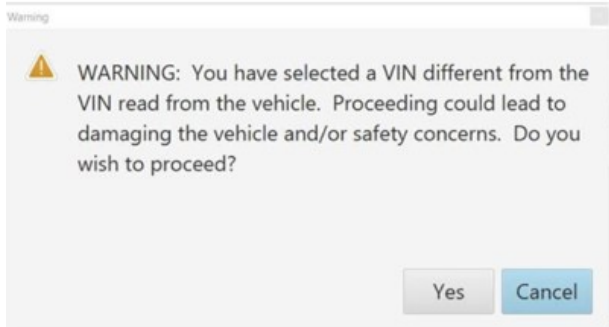 Warning
WARNING: You have selected a VIN different from the
VIN read from the vehicle. Proceeding could lead to
damaging the vehicle and/or safety concerns. Do you
wish to proceed?
Yes Cancel